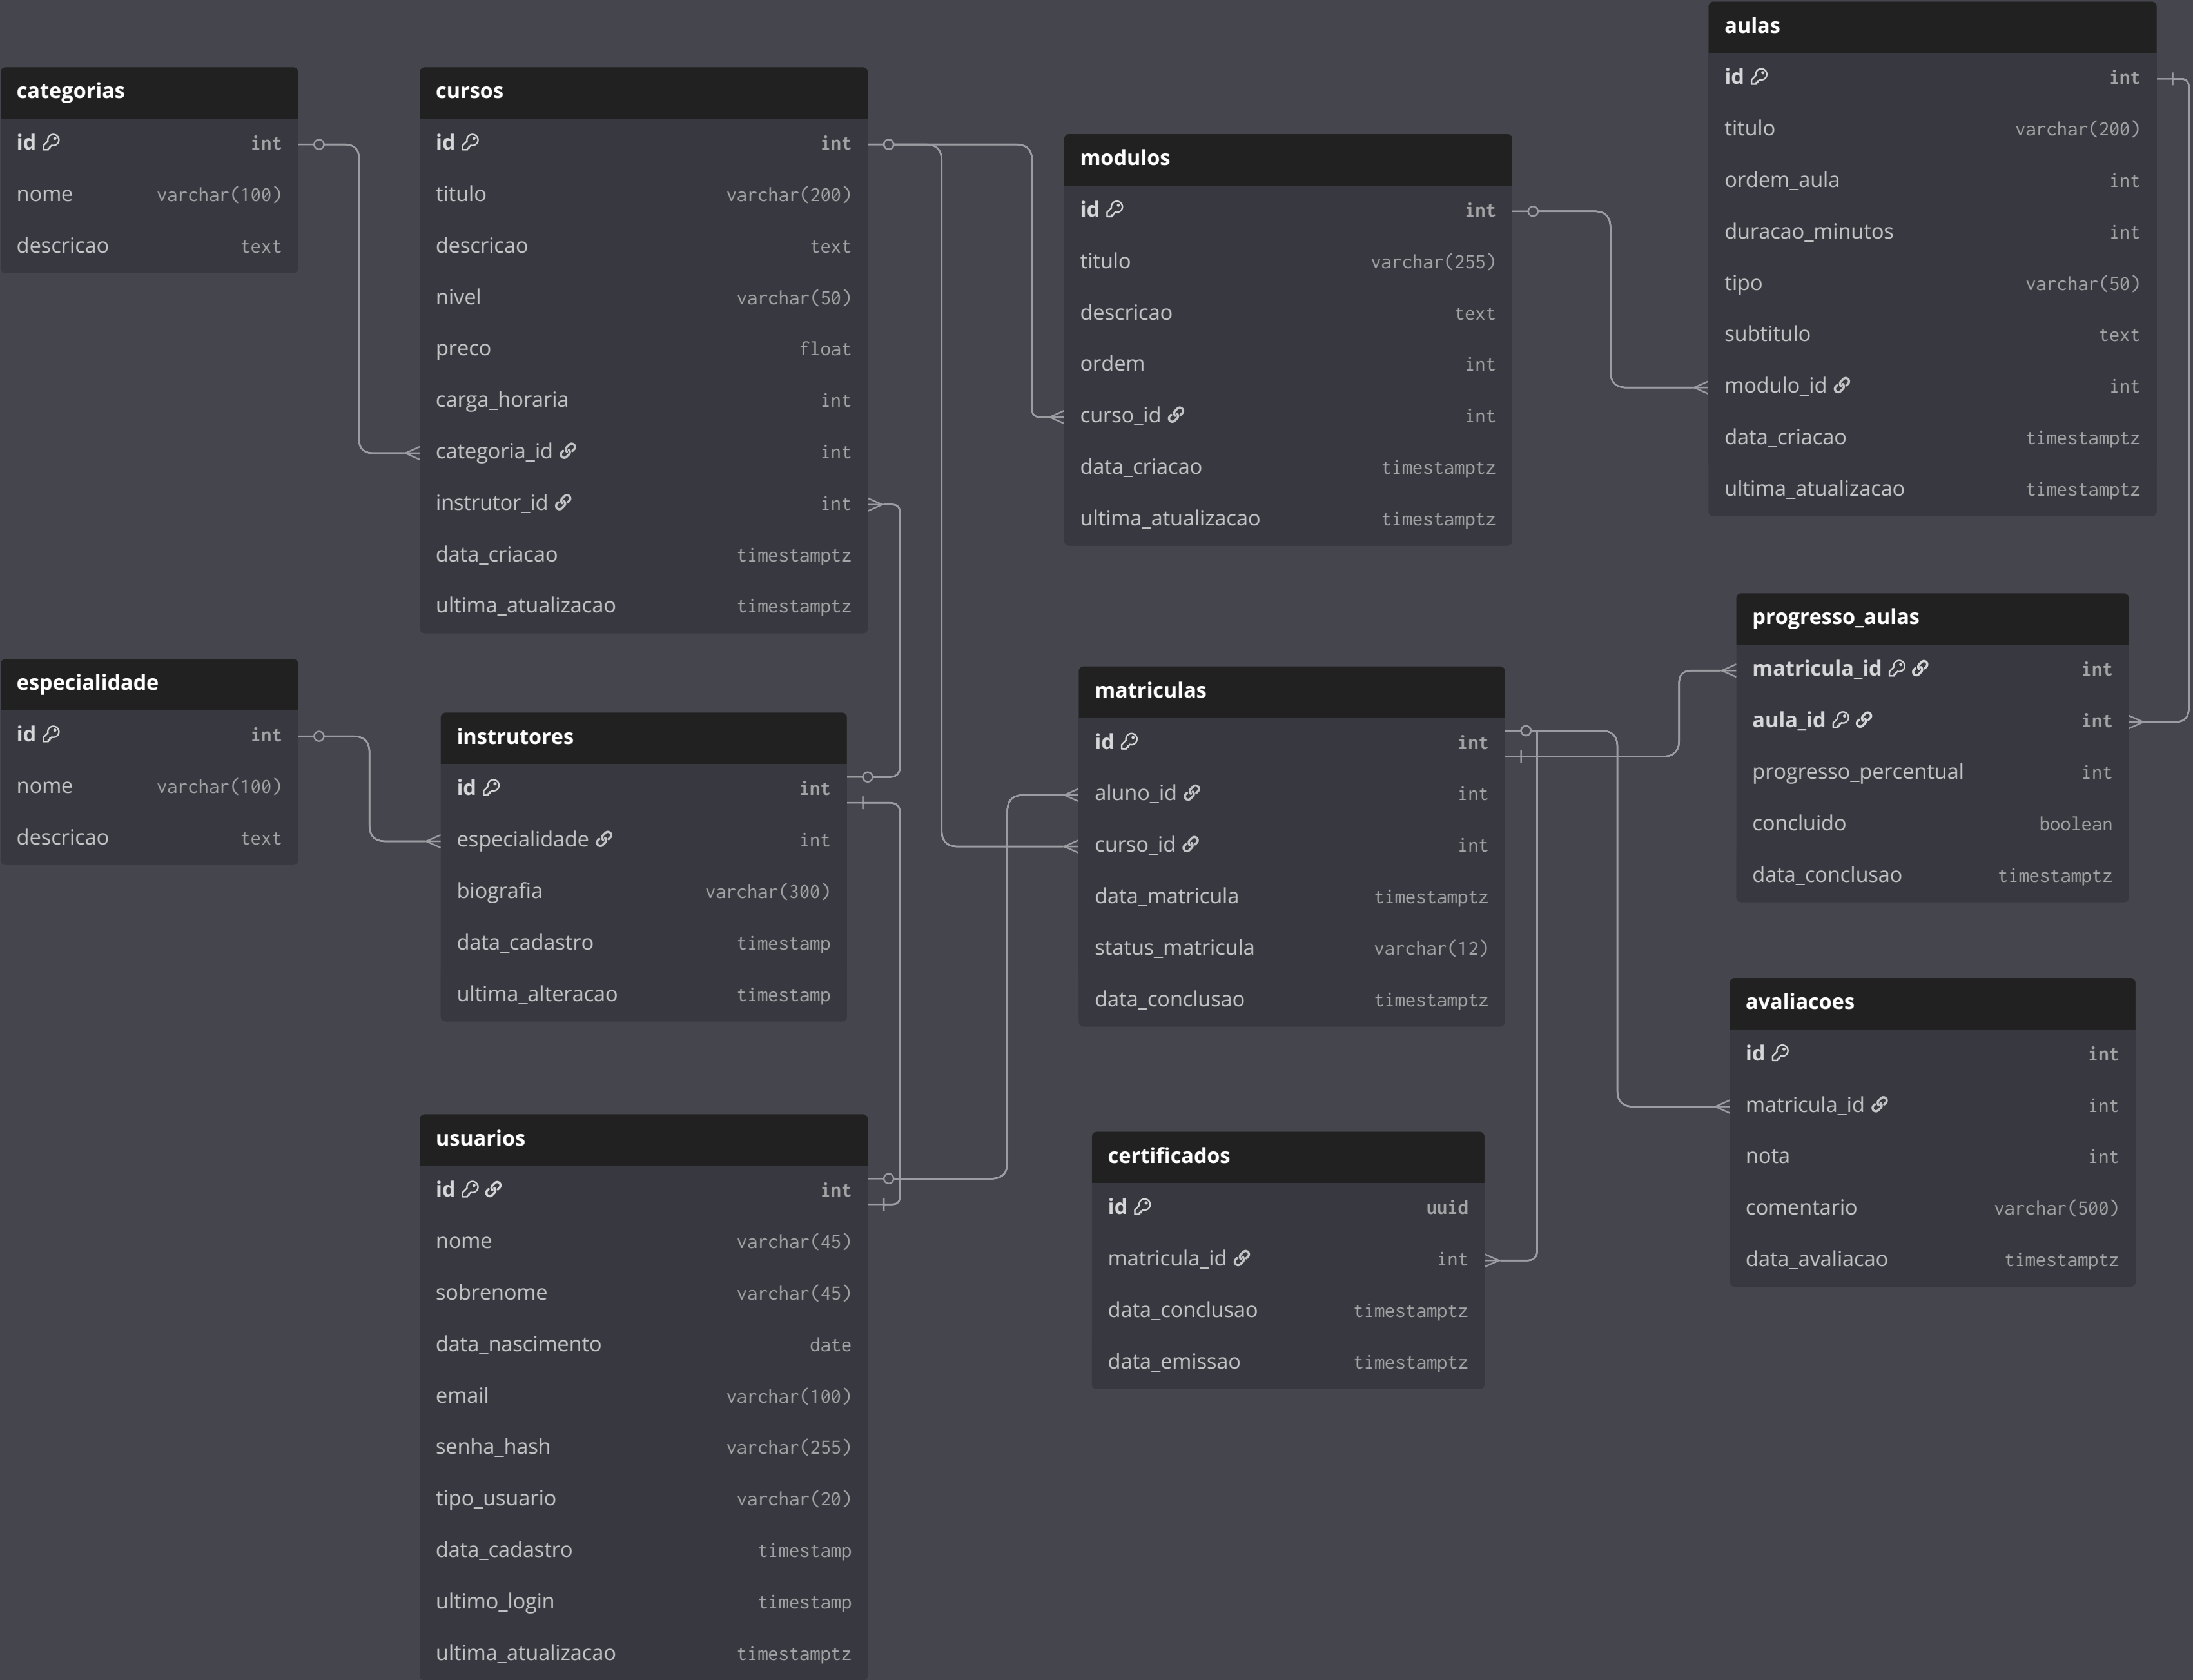 categorias
id int
nome varchar(100)
descricao text
cursos
id int
titulo varchar(200)
descricao text
nivel varchar(50)
preco float
carga_horaria int
categoria_id int
instrutor_id int
data_criacao timestamptz
ultima_atualizacao timestamptz
modulos
id int
titulo varchar(255)
descricao text
ordem int
curso_id int
data_criacao timestamptz
ultima_atualizacao timestamptz
aulas
id int
titulo varchar(200)
ordem_aula int
duracao_minutos int
tipo varchar(50)
subtitulo text
modulo_id int
data_criacao timestamptz
ultima_atualizacao timestamptz
especialidade
id int
nome varchar(100)
descricao text
instrutores
id int
especialidade int
biografia varchar(300)
data_cadastro timestamp
ultima_alteracao timestamp
matriculas
id int
aluno_id int
curso_id int
data_matricula timestamptz
status_matricula varchar(12)
data_conclusao timestamptz
progresso_aulas
matricula_id int
aula_id int
progresso_percentual int
concluido boolean
data_conclusao timestamptz
usuarios
id int
nome varchar(45)
sobrenome varchar(45)
data_nascimento date
email varchar(100)
senha_hash varchar(255)
tipo_usuario varchar(20)
data_cadastro timestamp
ultimo_login timestamp
ultima_atualizacao timestamptz
certificados
id uuid
matricula_id int
data_conclusao timestamptz
data_emissao timestamptz
avaliacoes
id int
matricula_id int
nota int
comentario varchar(500)
data_avaliacao timestamptz